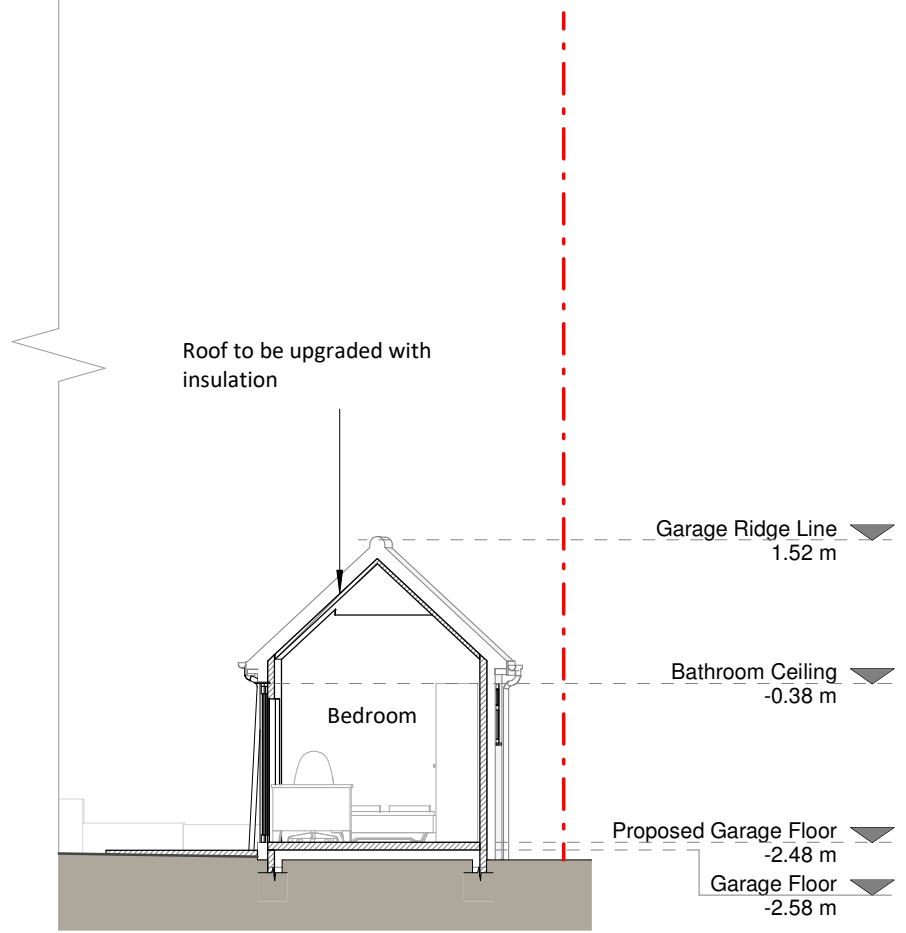 Roof to be upgraded with
insulation
Garage Ridge Line
1.52 m
Bathroom Ceiling
-0.38 m
Bedroom
Proposed Garage Floor
-2.48 m
Garage Floor
-2.58 m